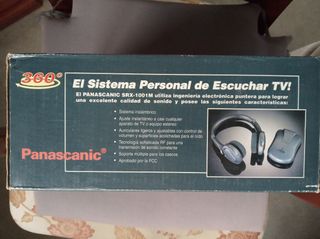 360°
El Sistema Personal de Escuchar TV!
El PANASCANIC SRX-1001M utiliza ingeniería electrónica puntera para lograr
una excelente calidad de sonido y posee las siguientes características:
• Sistema inalámbrico
• Ajuste instantáneo a casi cualquier
aparato de TV o equipo estéreo
• Auriculares ligeros y ajustables con control de
volumen y superficies acolchadas para el oído
• Tecnología sofisticada RF para una
transmisión de sonido constante
• Soporte múltiple para los cascos
• Aprobado por la FCC
Panascanic®